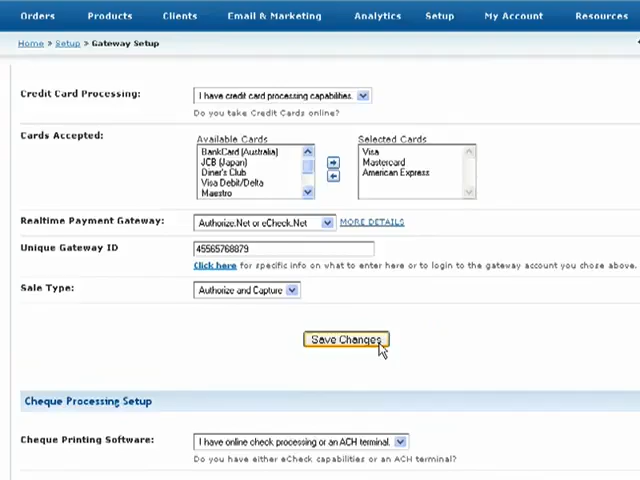 Orders Products Clients Email & Marketing Analytics Setup My Account Resources
Home » Setup » Gateway Setup
Credit Card Processing: I have credit card processing capabilities.
Do you take Credit Cards online?
Cards Accepted: Available Cards Selected Cards
BankCard (Australia) Visa
JCB (Japan) Mastercard
Diner's Club American Express
Visa Debit/Delta
Maestro
Realtime Payment Gateway: Authorize.Net or eCheck.Net MORE DETAILS
Unique Gateway ID 45565768879
Click here for specific info on what to enter here or to login to the gateway account you chose above.
Sale Type: Authorize and Capture
Save Changes
Cheque Processing Setup
Cheque Printing Software: I have online check processing or an ACH terminal.
Do you have either eCheck capabilities or an ACH terminal?